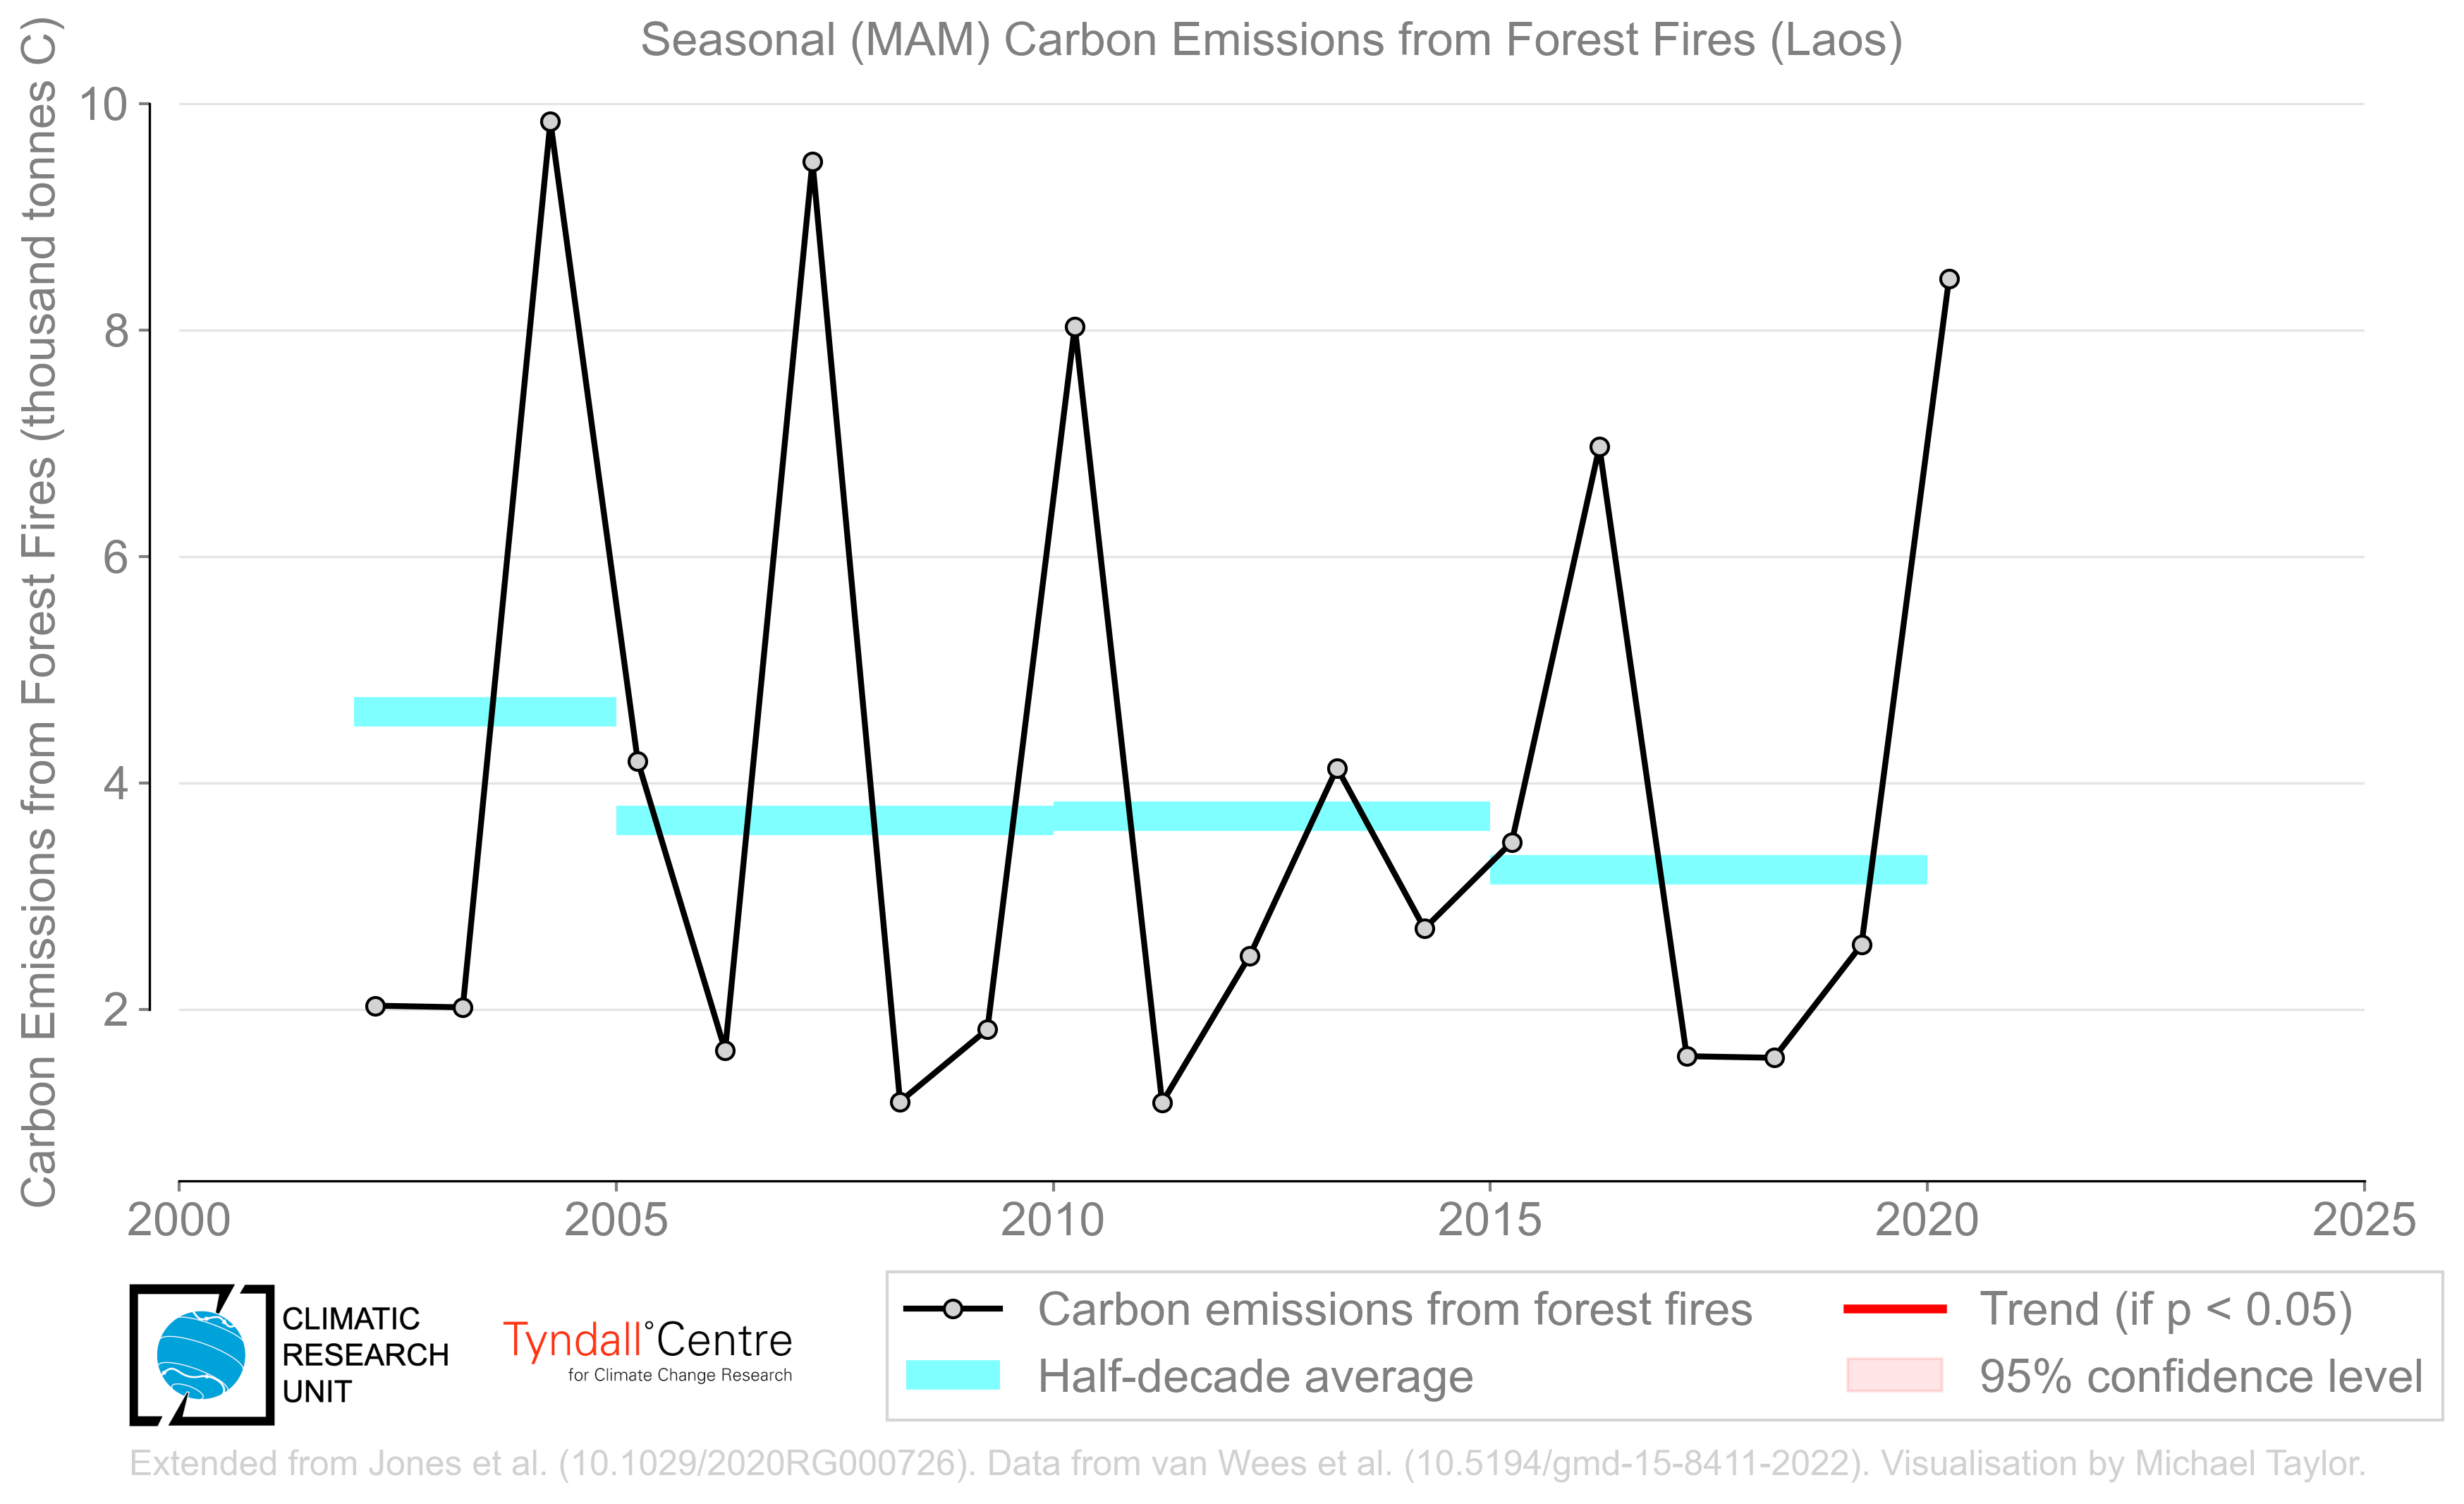 Seasonal (MAM) Carbon Emissions from Forest Fires (Laos)
Carbon Emissions from Forest Fires (thousand tonnes C)
10
8
6
4
2
2000
2005
2010
2015
2020
2025
CLIMATIC
RESEARCH
UNIT
Tyndall°Centre
for Climate Change Research
Carbon emissions from forest fires
Half-decade average
Trend (if p < 0.05)
95% confidence level
Extended from Jones et al. (10.1029/2020RG000726). Data from van Wees et al. (10.5194/gmd-15-8411-2022). Visualisation by Michael Taylor.